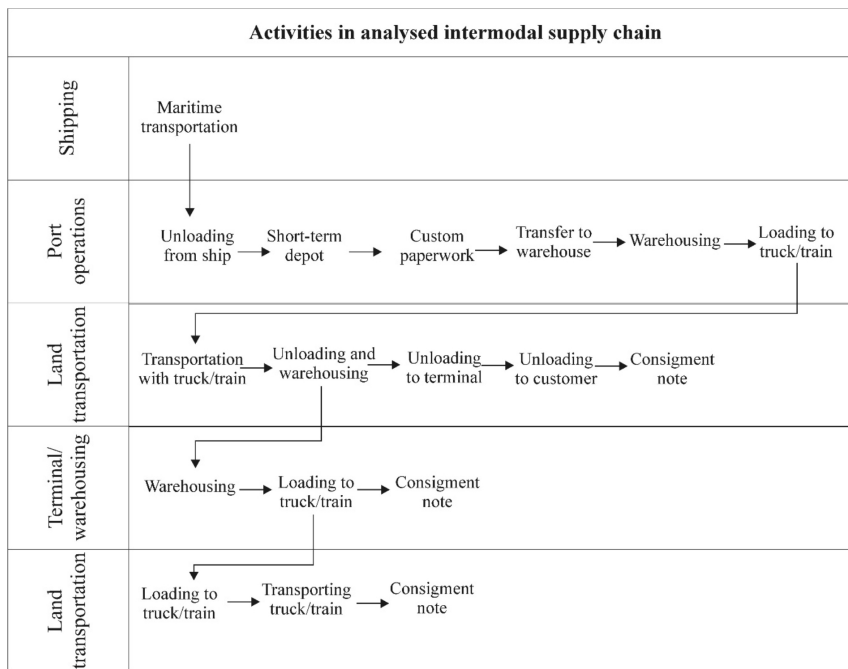 Activities in analysed intermodal supply chain
Shipping
Maritime
transportation
Port
operations
Unloading
from ship
Short-term
depot
Custom
paperwork
Transfer to
warehouse
Warehousing
Loading to
truck/train
Land
transportation
Transportation
with truck/train
Unloading and
warehousing
Unloading
to terminal
Unloading
to customer
Consigment
note
Terminal/
warehousing
Warehousing
Loading to
truck/train
Consigment
note
Land
transportation
Loading to
truck/train
Transporting
truck/train
Consigment
note